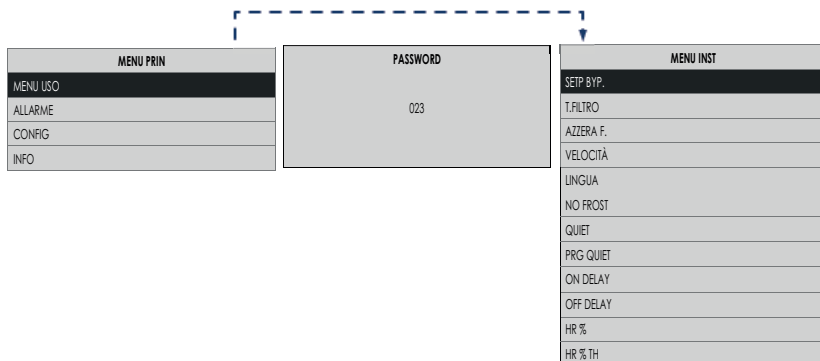 MENU PRIN
MENU USO
ALLARME
CONFIG
INFO
PASSWORD
023
MENU INST
SETP BYP.
T.FILTRO
AZZERA F.
VELOCITÀ
LINGUA
NO FROST
QUIET
PRG QUIET
ON DELAY
OFF DELAY
HR %
HR % TH